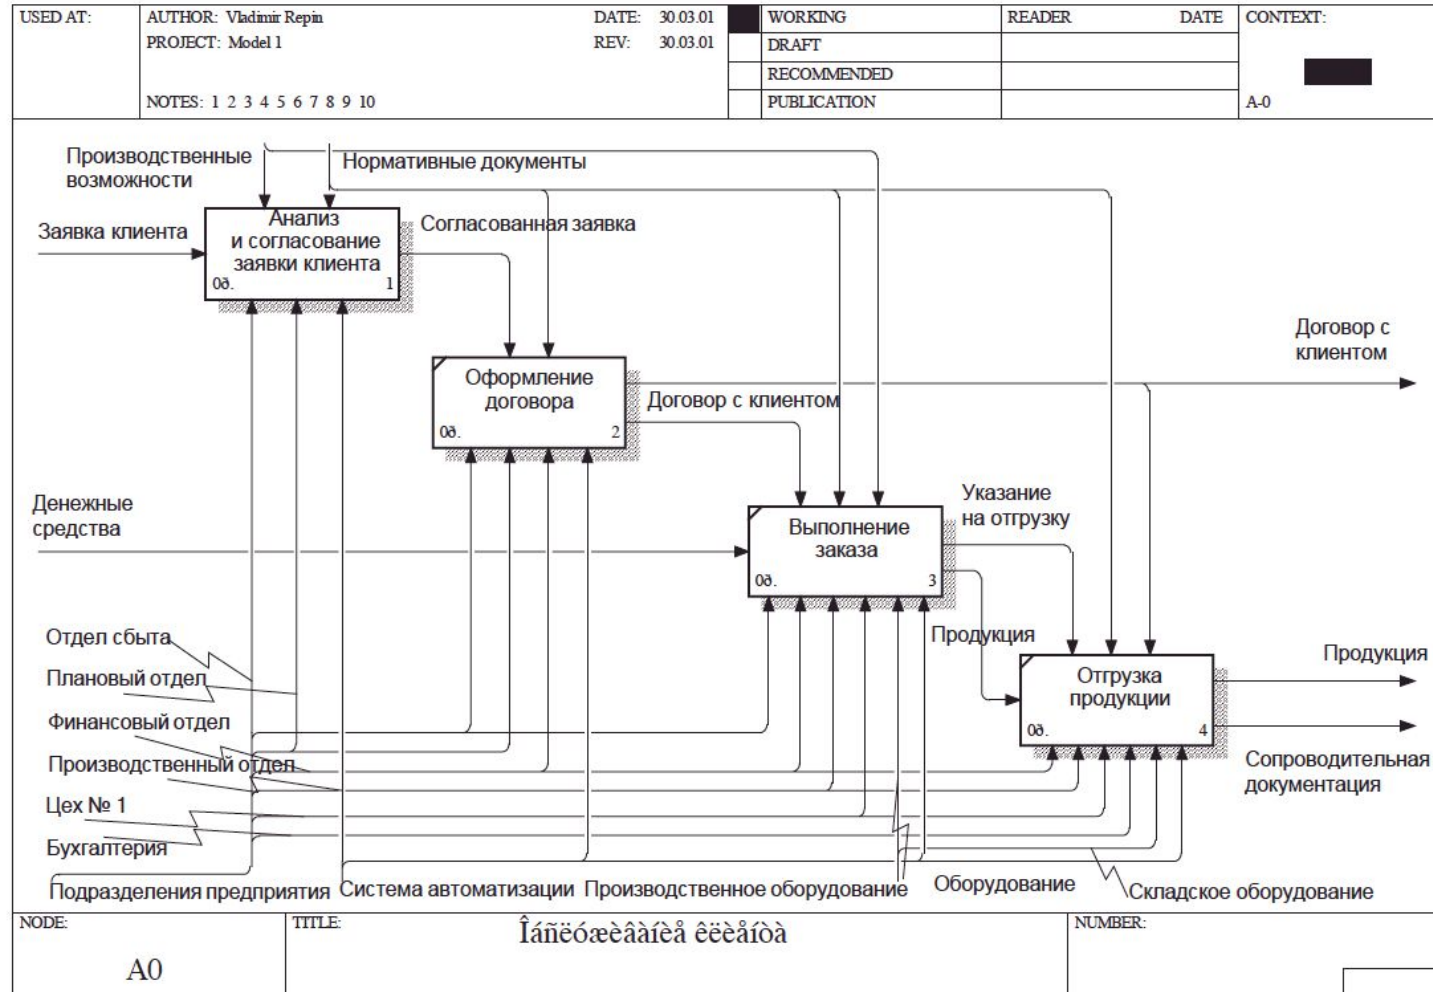 USED AT:
AUTHOR: Vladimir Repin
DATE: 30.03.01
WORKING
READER
DATE
CONTEXT:
PROJECT: Model 1
REV: 30.03.01
DRAFT
RECOMMENDED
NOTES: 1 2 3 4 5 6 7 8 9 10
PUBLICATION
A-0
Производственные
возможности
Нормативные документы
Заявка клиента
Анализ
и согласование
заявки клиента
0ð. 1
Согласованная заявка
Договор с
клиентом
Оформление
договора
0ð. 2
Договор с клиентом
Денежные
средства
Указание
на отгрузку
Выполнение
заказа
0ð. 3
Отдел сбыта
Продукция
Продукция
Плановый отдел
Отгрузка
продукции
0ð. 4
Финансовый отдел
Производственный отдел
Сопроводительная
документация
Цех № 1
Бухгалтерия
Подразделения предприятия
Система автоматизации
Производственное оборудование
Оборудование
Складское оборудование
NODE:
TITLE:
NUMBER:
A0
Îáñëóæèâàíèå êëèåíòà